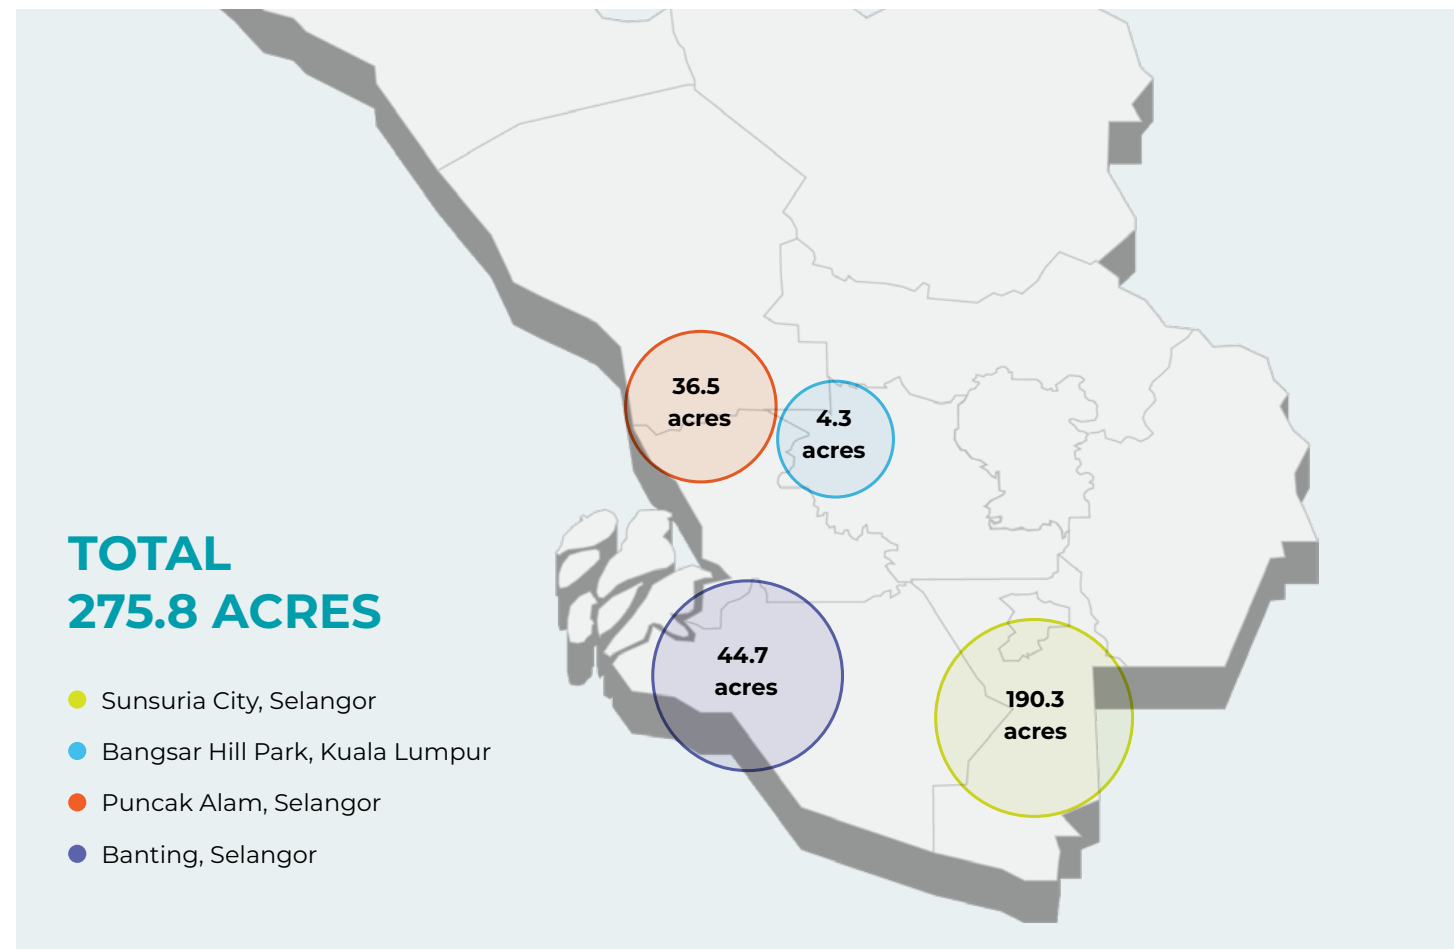 36.5
acres
4.3
acres
TOTAL
275.8 ACRES
44.7
acres
190.3
acres
Sunsuria City, Selangor
Bangsar Hill Park, Kuala Lumpur
Puncak Alam, Selangor
Banting, Selangor